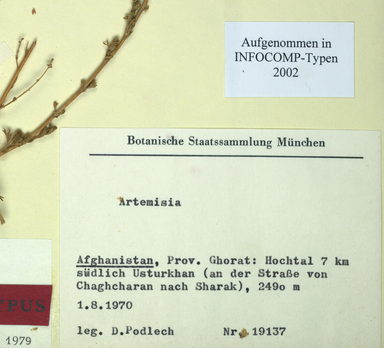 Aufgenommen in
INFOCOMP-Typen
2002
Botanische Staatssammlung München
Artemisia
Afghanistan, Prov. Ghorat: Hochtal 7 km
südlich Usturkhan (an der Straße von
Chaghcharan nach Sharak), 249o m
1.8.1970
leg. D.Podlech Nr. 19137
1979